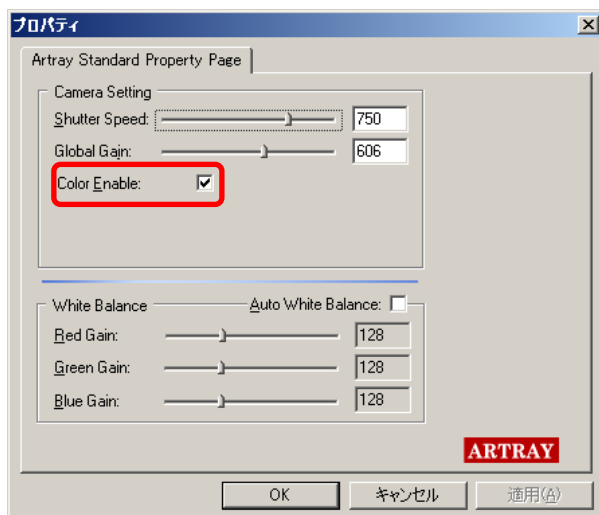 プロパティ
Artray Standard Property Page
Camera Setting
Shutter Speed: 750
Global Gain: 606
Color Enable:
White Balance Auto White Balance:
Red Gain: 128
Green Gain: 128
Blue Gain: 128
ARTRAY
OK キャンセル 適用(A)